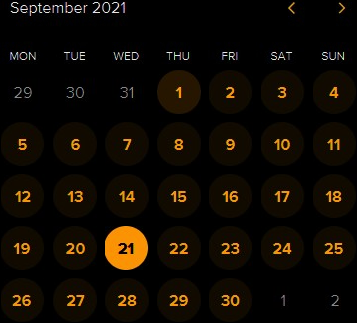 September 2021
MON TUE WED THU FRI SAT SUN
29 30 31 1 2 3 4
5 6 7 8 9 10 11
12 13 14 15 16 17 18
19 20 21 22 23 24 25
26 27 28 29 30 1 2